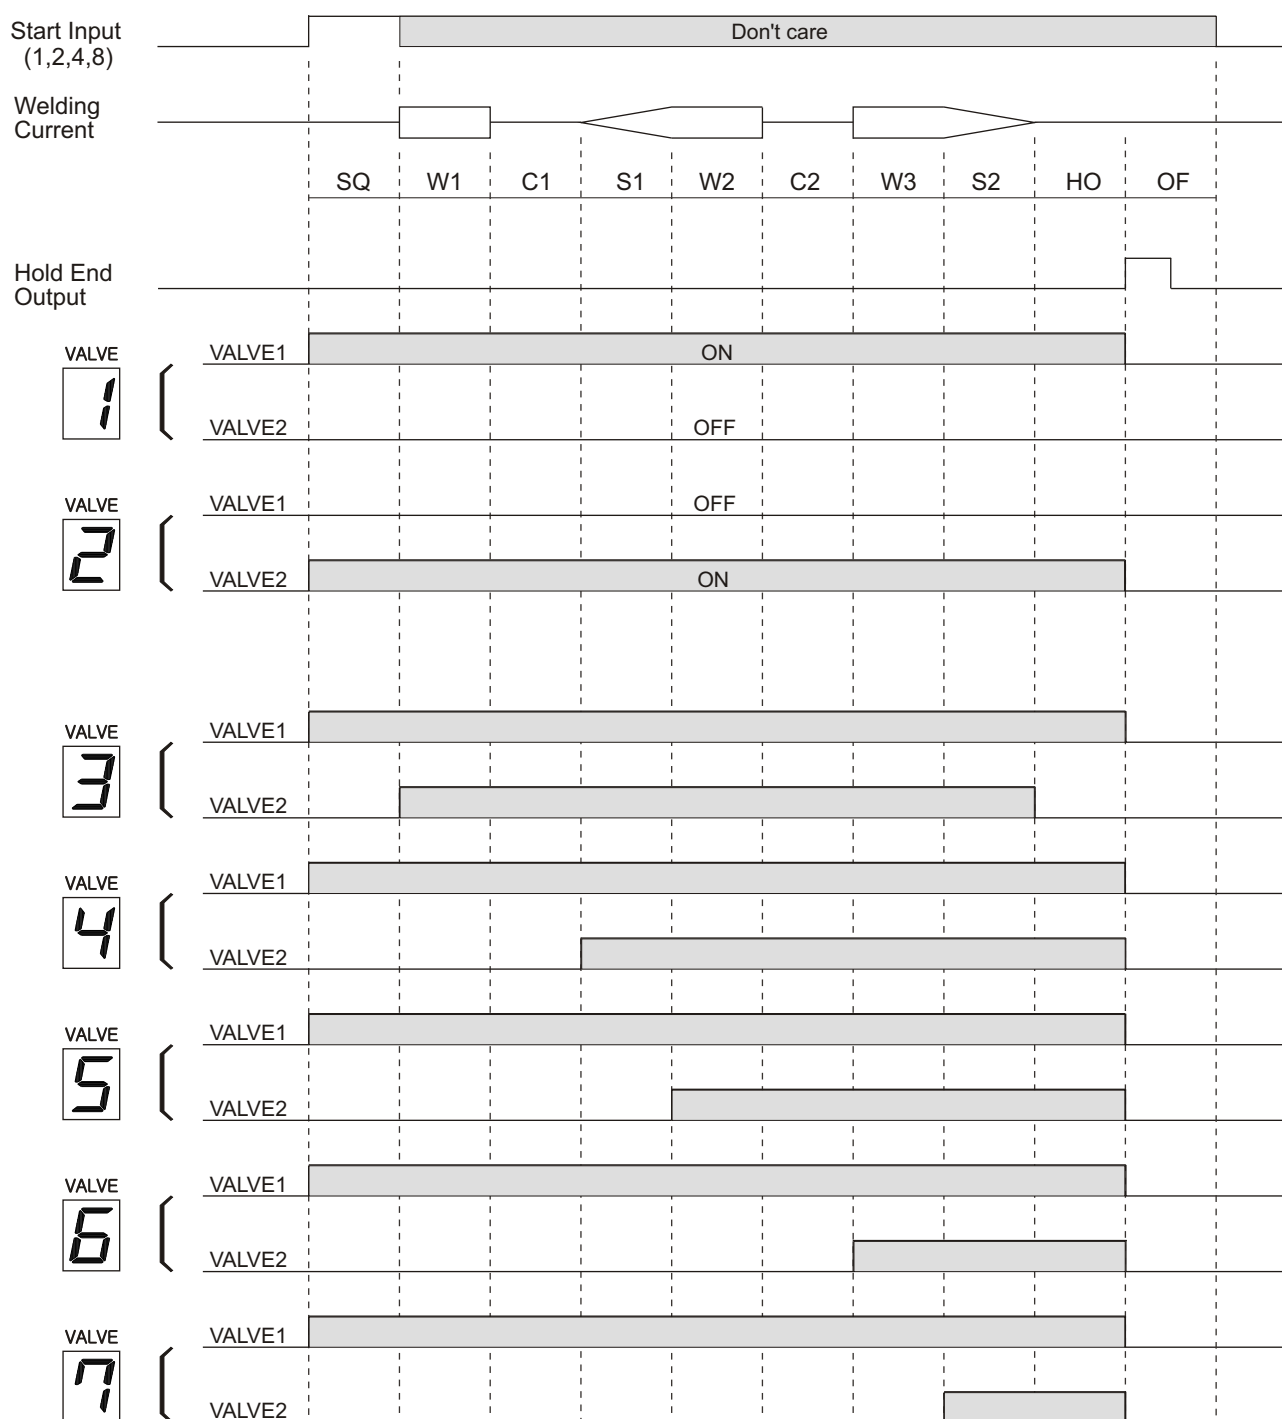 Start Input
(1,2,4,8)
Don't care
Welding
Current
SQ W1 C1 S1 W2 C2 W3 S2 HO OF
Hold End
Output
VALVE
1
VALVE1
ON
VALVE2
OFF
VALVE
2
VALVE1
OFF
VALVE2
ON
VALVE
3
VALVE1
VALVE2
VALVE
4
VALVE1
VALVE2
VALVE
5
VALVE1
VALVE2
VALVE
6
VALVE1
VALVE2
VALVE
7
VALVE1
VALVE2